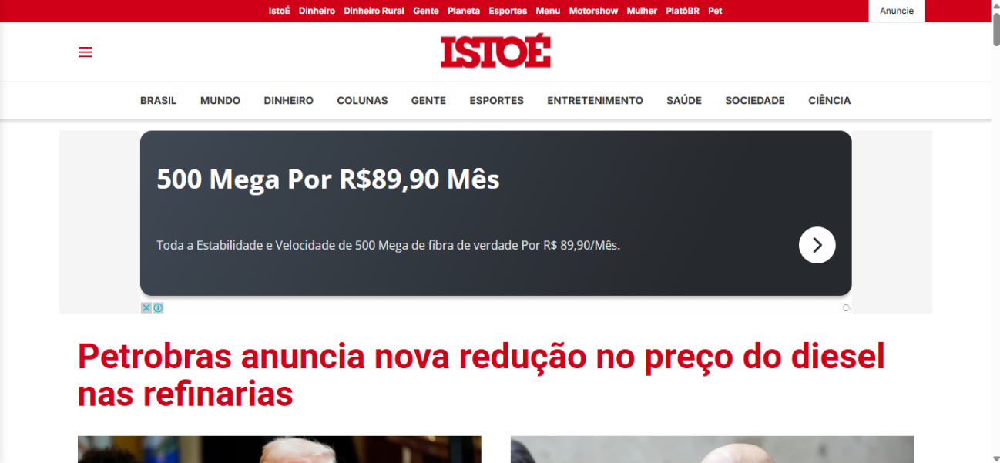 IstoÉ Dinheiro Dinheiro Rural Gente Planeta Esportes Menu Motorshow Mulher PlatôBR Pet Anuncie
ISTOÉ
BRASIL MUNDO DINHEIRO COLUNAS GENTE ESPORTES ENTRETENIMENTO SAÚDE SOCIEDADE CIÊNCIA
500 Mega Por R$89,90 Mês
Toda a Estabilidade e Velocidade de 500 Mega de fibra de verdade Por R$ 89,90/Mês.
Oi
Petrobras anuncia nova redução no preço do diesel
nas refinarias